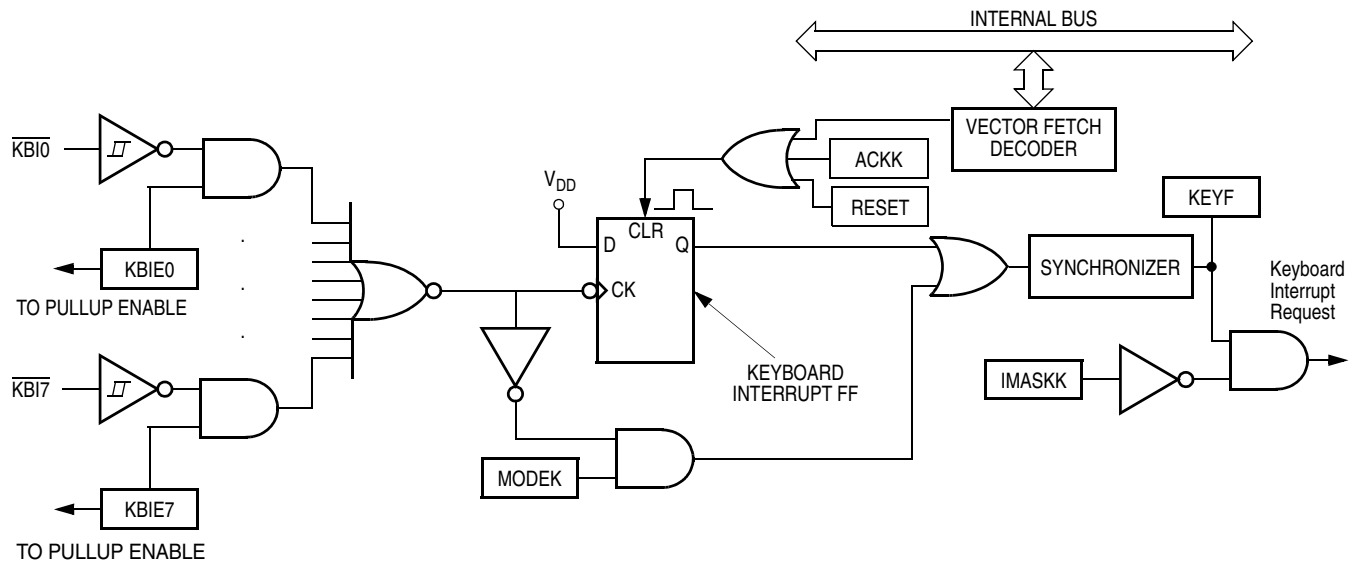 INTERNAL BUS
KBI0
VECTOR FETCH
DECODER
ACKK
RESET
VDD
KEYF
CLR
D
Q
CK
SYNCHRONIZER
KBIE0
TO PULLUP ENABLE
Keyboard
Interrupt
Request
KBI7
KEYBOARD
INTERRUPT FF
IMASKK
MODEK
KBIE7
TO PULLUP ENABLE